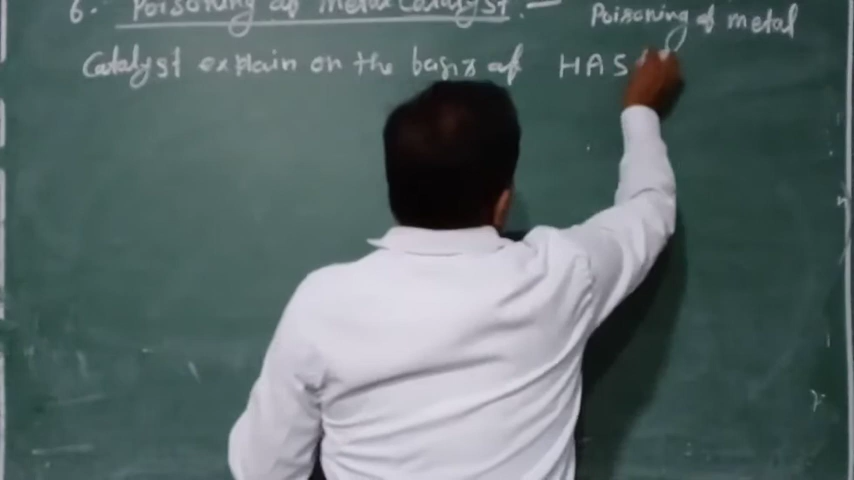 6. Poisoning of metal Catalyst. - Poisoning of metal
Catalyst explain on the basis of HAS